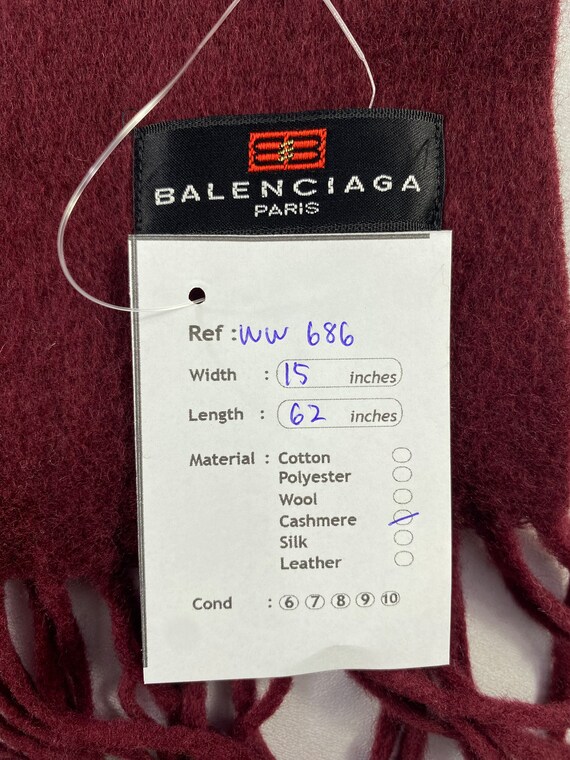 BALENCIAGA
PARIS
Ref : WW 686
Width : 15 inches
Length : 62 inches
Material : Cotton
Polyester
Wool
Cashmere
Silk
Leather
Cond : 6 7 8 9 10